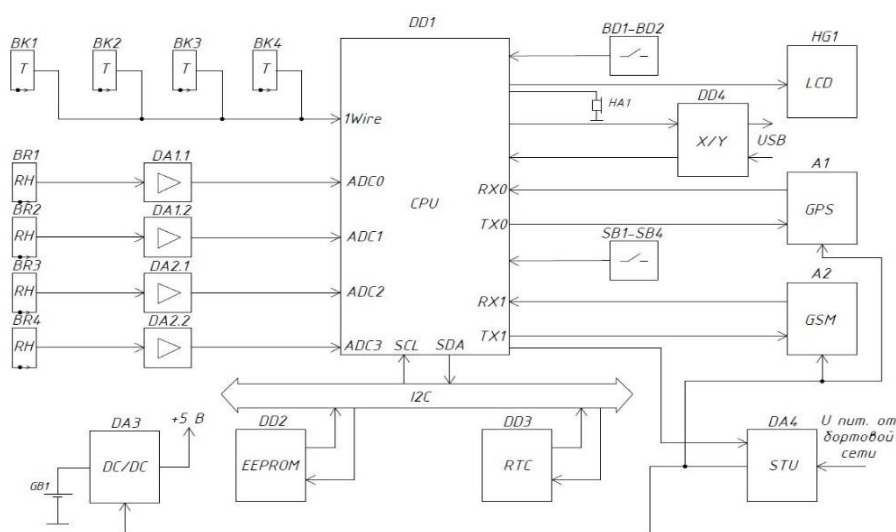 DD1
BK1 BK2 BK3 BK4
T T T T
BD1-BD2
HG1
LCD
HA1
DD4
X/Y
USB
1Wire
BR1
RH
DA1.1
ADC0
CPU
RX0
A1
GPS
BR2
RH
DA1.2
ADC1
TX0
SB1-SB4
BR3
RH
DA2.1
ADC2
RX1
A2
GSM
BR4
RH
DA2.2
ADC3 SCL SDA
TX1
I2C
DA3
+5 В
DC/DC
GB1
DD2
EEPROM
DD3
RTC
DA4
STU
U пит. от
бортовой
сети